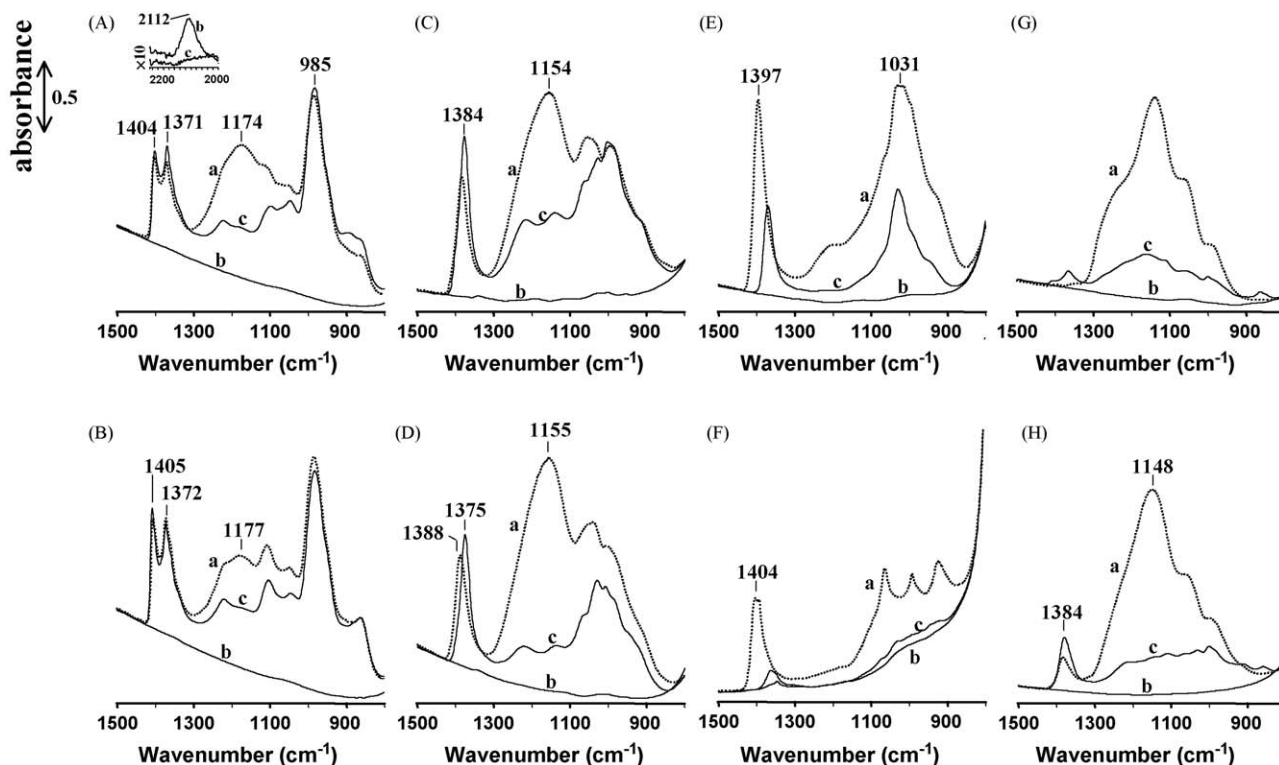 (A)
2112
b
c
×10
2200
2000
985
1404
1371
1174
a
c
b
1500
1300
1100
900
Wavenumber (cm⁻¹)
(C)
1154
1384
a
c
b
1500
1300
1100
900
Wavenumber (cm⁻¹)
(E)
1397
1031
a
c
b
1500
1300
1100
900
Wavenumber (cm⁻¹)
(G)
a
c
b
1500
1300
1100
900
Wavenumber (cm⁻¹)
absorbance
0.5
(B)
1405
1372
1177
a
c
b
1500
1300
1100
900
Wavenumber (cm⁻¹)
(D)
1155
1375
1388
a
c
b
1500
1300
1100
900
Wavenumber (cm⁻¹)
(F)
1404
a
c
b
1500
1300
1100
900
Wavenumber (cm⁻¹)
(H)
1148
1384
a
c
b
1500
1300
1100
900
Wavenumber (cm⁻¹)